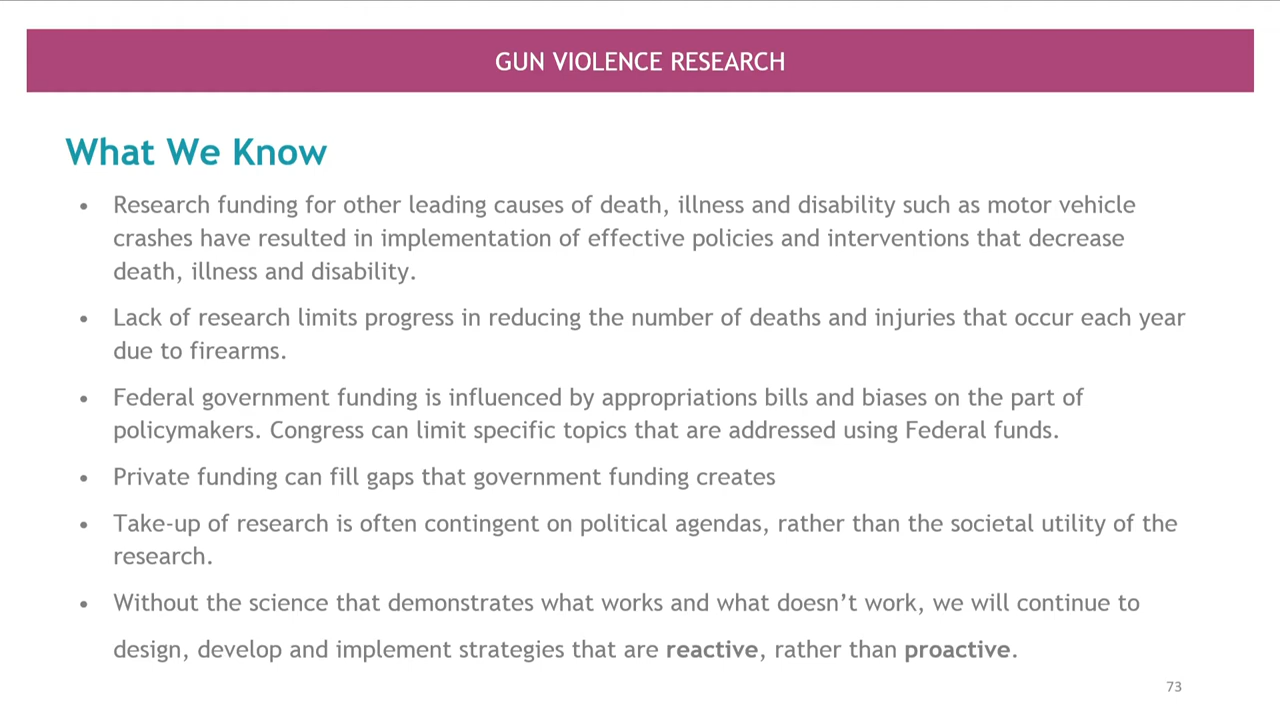 GUN VIOLENCE RESEARCH
What We Know
• Research funding for other leading causes of death, illness and disability such as motor vehicle
crashes have resulted in implementation of effective policies and interventions that decrease
death, illness and disability.
• Lack of research limits progress in reducing the number of deaths and injuries that occur each year
due to firearms.
• Federal government funding is influenced by appropriations bills and biases on the part of
policymakers. Congress can limit specific topics that are addressed using Federal funds.
• Private funding can fill gaps that government funding creates
• Take-up of research is often contingent on political agendas, rather than the societal utility of the
research.
• Without the science that demonstrates what works and what doesn’t work, we will continue to
design, develop and implement strategies that are reactive, rather than proactive.
73